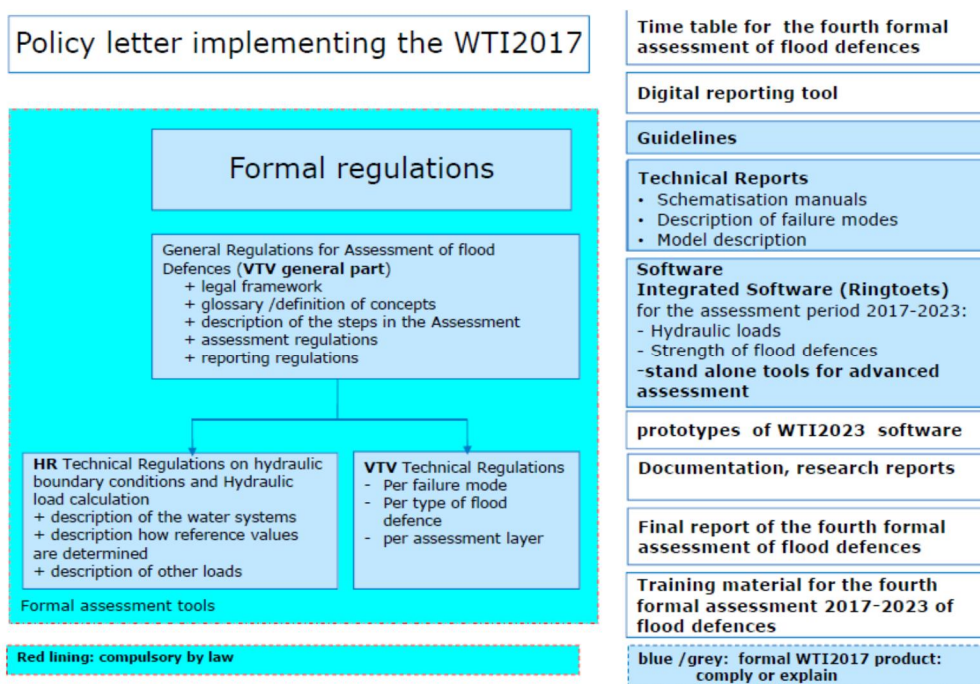 Policy letter implementing the WTI2017
Formal regulations
General Regulations for Assessment of flood
Defences (VTV general part)
+ legal framework
+ glossary /definition of concepts
+ description of the steps in the Assessment
+ assessment regulations
+ reporting regulations
HR Technical Regulations on hydraulic
boundary conditions and Hydraulic
load calculation
+ description of the water systems
+ description how reference values
are determined
+ description of other loads
VTV Technical Regulations
- Per failure mode
- Per type of flood
defence
- per assessment layer
Formal assessment tools
Red lining: compulsory by law
Time table for the fourth formal
assessment of flood defences
Digital reporting tool
Guidelines
Technical Reports
• Schematisation manuals
• Description of failure modes
• Model description
Software
Integrated Software (Ringtoets)
for the assessment period 2017-2023:
- Hydraulic loads
- Strength of flood defences
-stand alone tools for advanced
assessment
prototypes of WTI2023 software
Documentation, research reports
Final report of the fourth formal
assessment of flood defences
Training material for the fourth
formal assessment 2017-2023 of
flood defences
blue /grey: formal WTI2017 product:
comply or explain